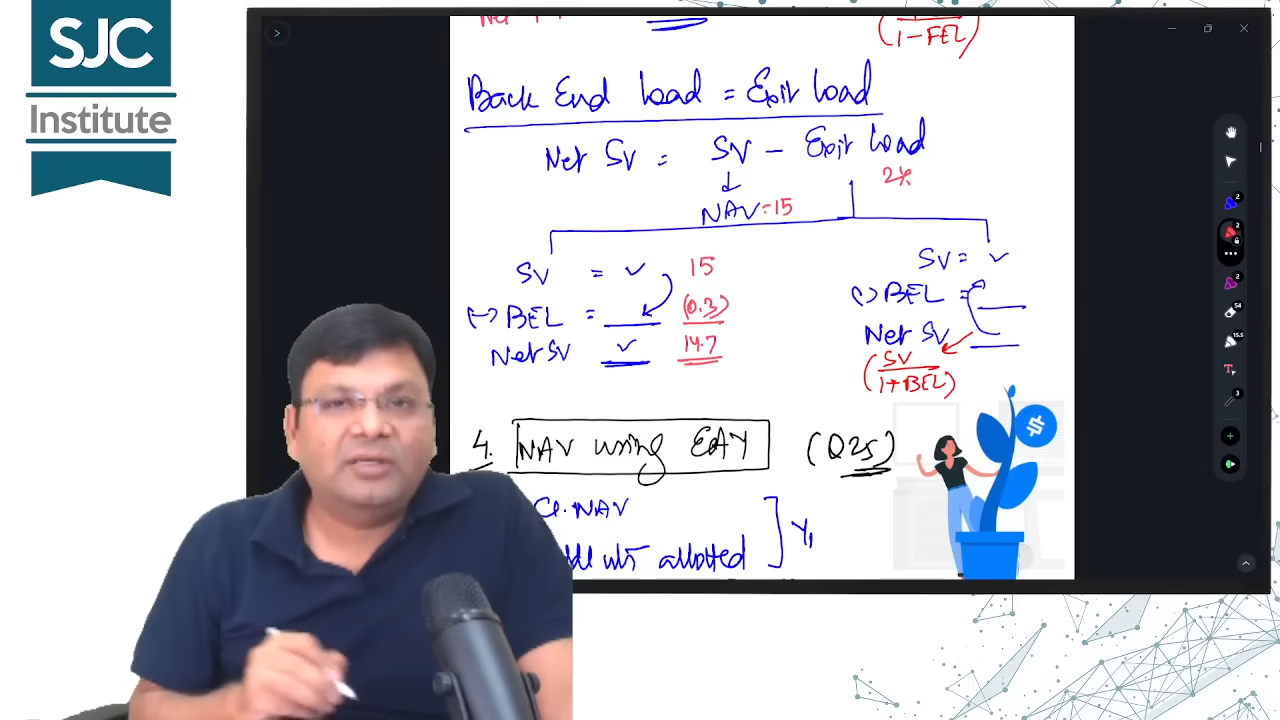 SJC
Institute
(1-FEL)
Back End Load = Exit Load
Net SV = SV - Exit Load
2%
NAV = 15
SV = ✓ 15
(-) BEL = (0.3)
Net SV ✓ 14.7
SV = ✓
(-) BEL =
Net SV
(SV
1+BEL)
4. NAV using EAY (Q25)
Cl. NAV
uts allotted
Y1